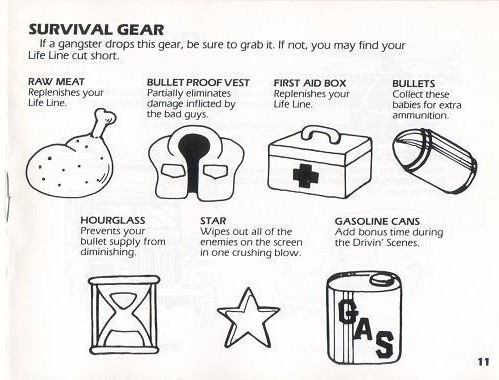 SURVIVAL GEAR
If a gangster drops this gear, be sure to grab it. If not, you may find your
Life Line cut short.
RAW MEAT
Replenishes your
Life Line.
BULLET PROOF VEST
Partially eliminates
damage inflicted by
the bad guys.
FIRST AID BOX
Replenishes your
Life Line.
BULLETS
Collect these
babies for extra
ammunition.
HOURGLASS
Prevents your
bullet supply from
diminishing.
STAR
Wipes out all of the
enemies on the screen
in one crushing blow.
GASOLINE CANS
Add bonus time during
the Drivin' Scenes.
GAS
11